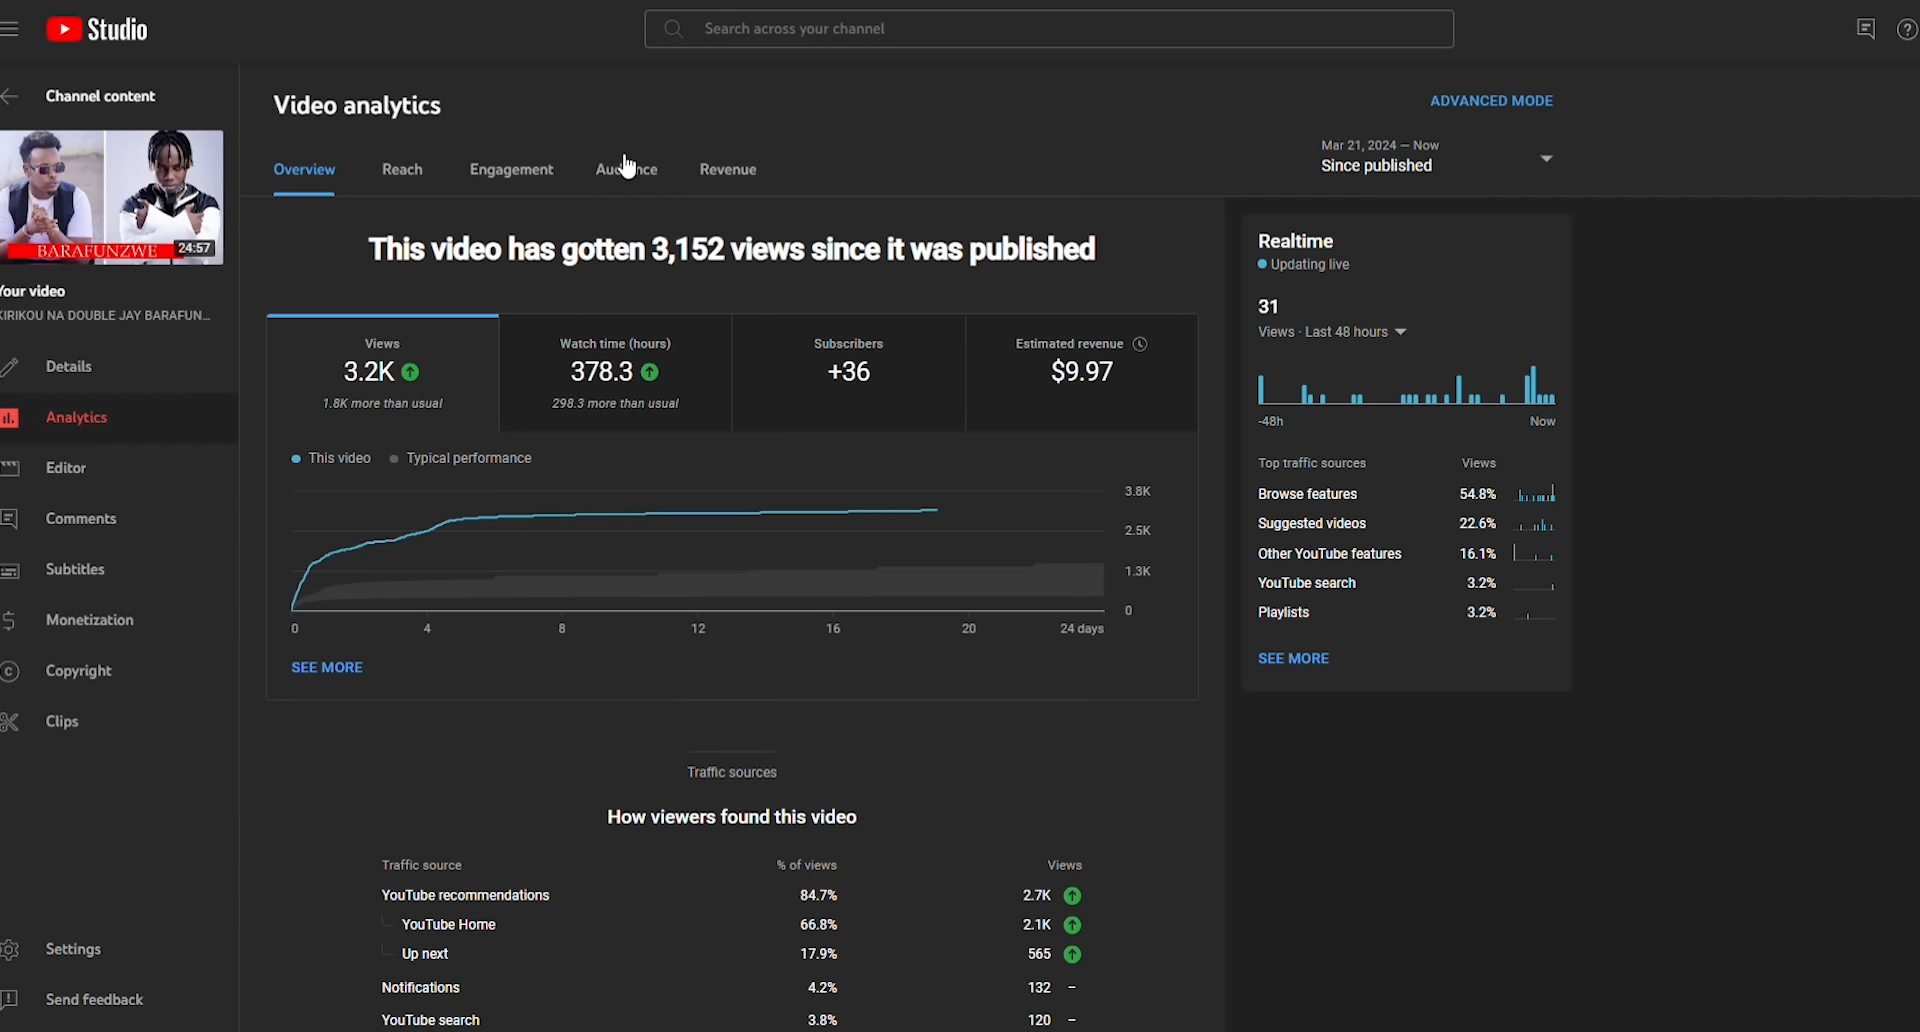 Studio
Search across your channel
Channel content
BARAFUNZWE
24:57
Your video
KIRIKOU NA DOUBLE JAY BARAFUN...
Details
Analytics
Editor
Comments
Subtitles
Monetization
Copyright
Clips
Settings
Send feedback
Video analytics
ADVANCED MODE
Overview Reach Engagement Audience Revenue
Mar 21, 2024 – Now
Since published
This video has gotten 3,152 views since it was published
Views
3.2K
1.8K more than usual
Watch time (hours)
378.3
298.3 more than usual
Subscribers
+36
Estimated revenue
$9.97
This video Typical performance
3.8K
2.5K
1.3K
0
0 4 8 12 16 20 24 days
SEE MORE
Traffic sources
How viewers found this video
Traffic source % of views Views
YouTube recommendations 84.7% 2.7K
YouTube Home 66.8% 2.1K
Up next 17.9% 565
Notifications 4.2% 132 –
YouTube search 3.8% 120 –
Realtime
Updating live
31
Views · Last 48 hours
-48h Now
Top traffic sources Views
Browse features 54.8%
Suggested videos 22.6%
Other YouTube features 16.1%
YouTube search 3.2%
Playlists 3.2%
SEE MORE